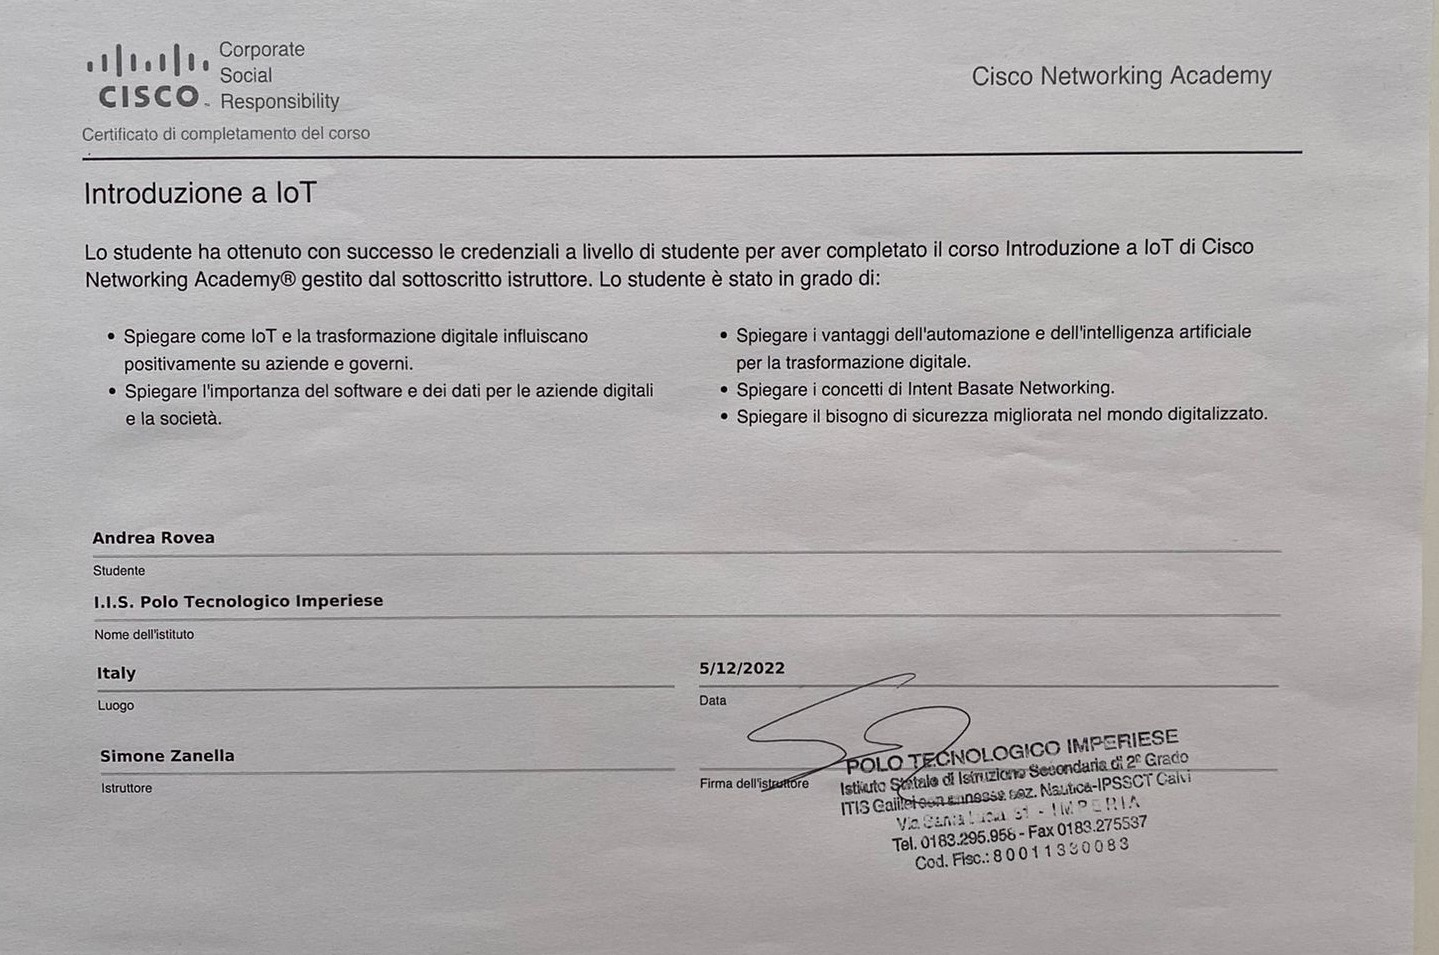 Corporate
Social
Responsibility
CISCO
Cisco Networking Academy
Certificato di completamento del corso
Introduzione a IoT
Lo studente ha ottenuto con successo le credenziali a livello di studente per aver completato il corso Introduzione a IoT di Cisco
Networking Academy® gestito dal sottoscritto istruttore. Lo studente è stato in grado di:
• Spiegare come IoT e la trasformazione digitale influiscano
positivamente su aziende e governi.
• Spiegare l'importanza del software e dei dati per le aziende digitali
e la società.
• Spiegare i vantaggi dell'automazione e dell'intelligenza artificiale
per la trasformazione digitale.
• Spiegare i concetti di Intent Basate Networking.
• Spiegare il bisogno di sicurezza migliorata nel mondo digitalizzato.
Andrea Rovea
Studente
I.I.S. Polo Tecnologico Imperiese
Nome dell'istituto
Italy
Luogo
5/12/2022
Data
Simone Zanella
Istruttore
Firma dell'istruttore
POLO TECNOLOGICO IMPERIESE
Istituto Statale di Istruzione Secondaria di 2° Grado
ITIS Galilei con annessa sez. Nautica-IPSSCT Calvi
Via Santa - IMPERIA
Tel. 0183.295.958 - Fax 0183.275537
Cod. Fisc.: